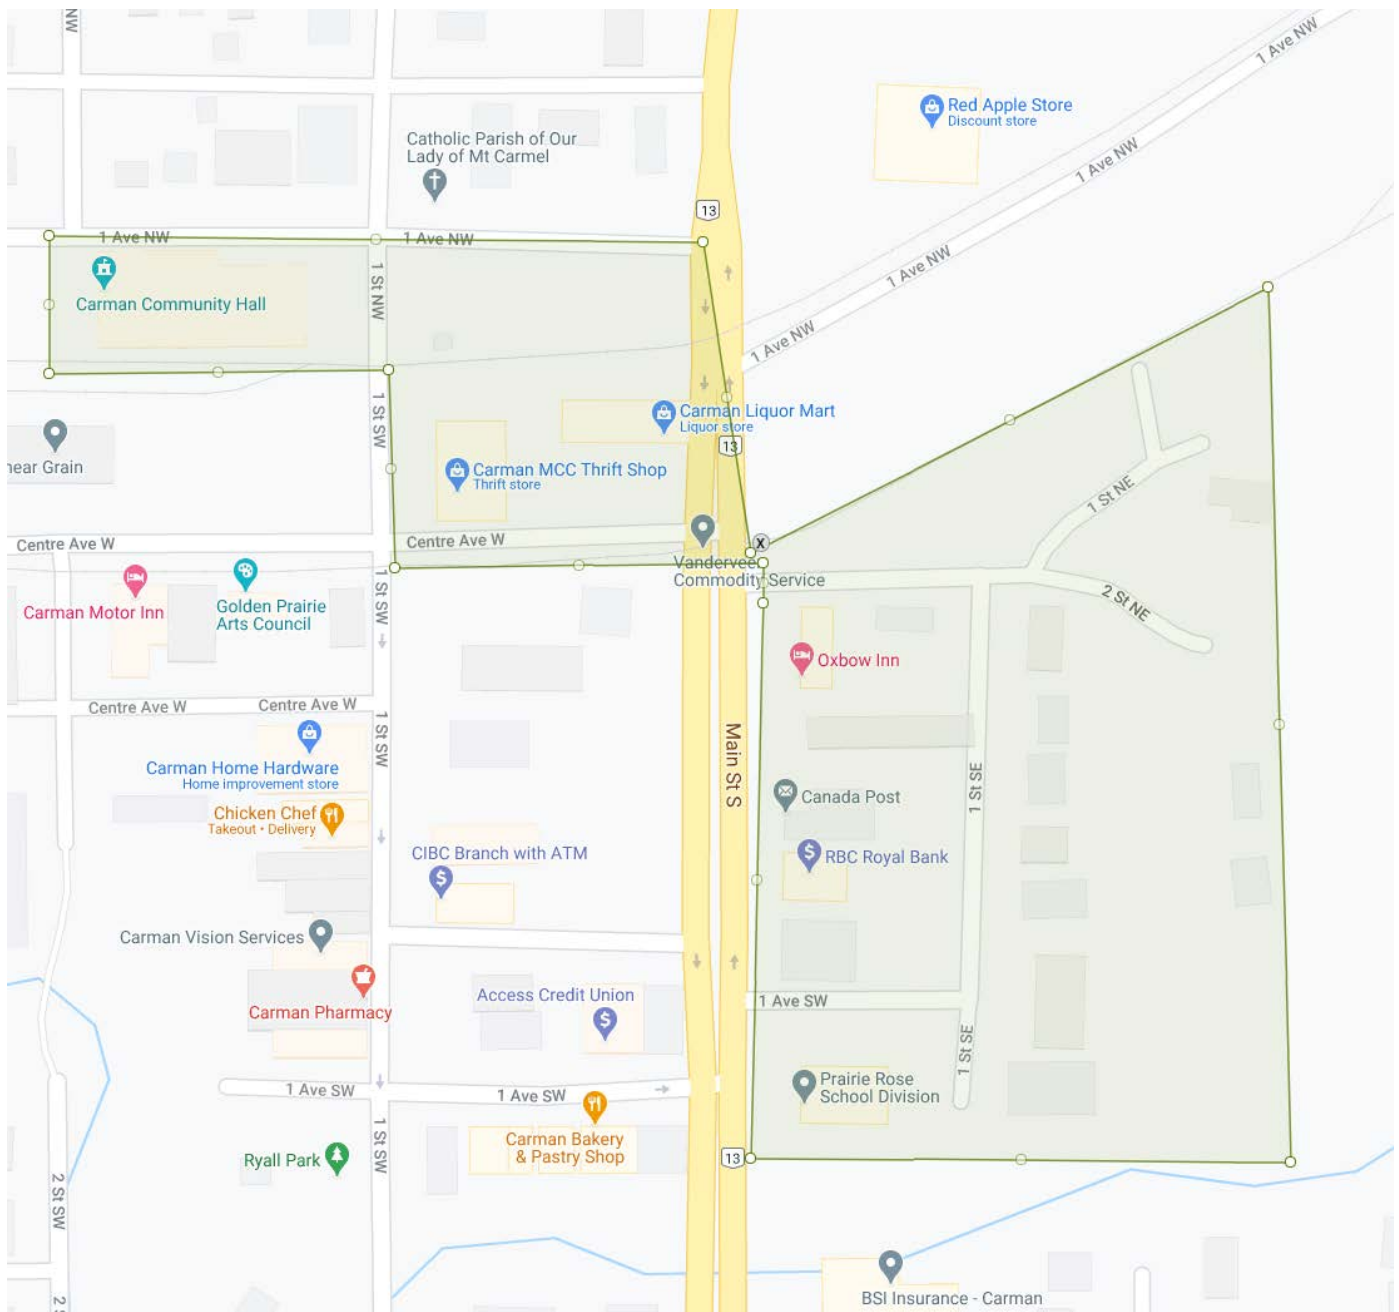 NW
1 Ave NW
Red Apple Store
Discount store
1 Ave NW
Catholic Parish of Our
Lady of Mt Carmel
13
1 Ave NW
1 Ave NW
1 Ave NW
1 St NW
Carman Community Hall
1 Ave NW
1 St SW
Carman Liquor Mart
Liquor store
13
near Grain
Carman MCC Thrift Shop
Thrift store
1 St NE
Centre Ave W
Centre Ave W
X
Vanderveen
Commodity Service
1 St SW
Carman Motor Inn
Golden Prairie
Arts Council
2 St NE
Oxbow Inn
Centre Ave W
Centre Ave W
1 St SW
Main St S
Carman Home Hardware
Home improvement store
1 St SE
Canada Post
Chicken Chef
Takeout • Delivery
CIBC Branch with ATM
RBC Royal Bank
Carman Vision Services
Access Credit Union
1 Ave SW
Carman Pharmacy
1 St SE
1 Ave SW
1 Ave SW
Prairie Rose
School Division
Carman Bakery
& Pastry Shop
1 St SW
Ryall Park
13
2 St SW
BSI Insurance - Carman
2 S